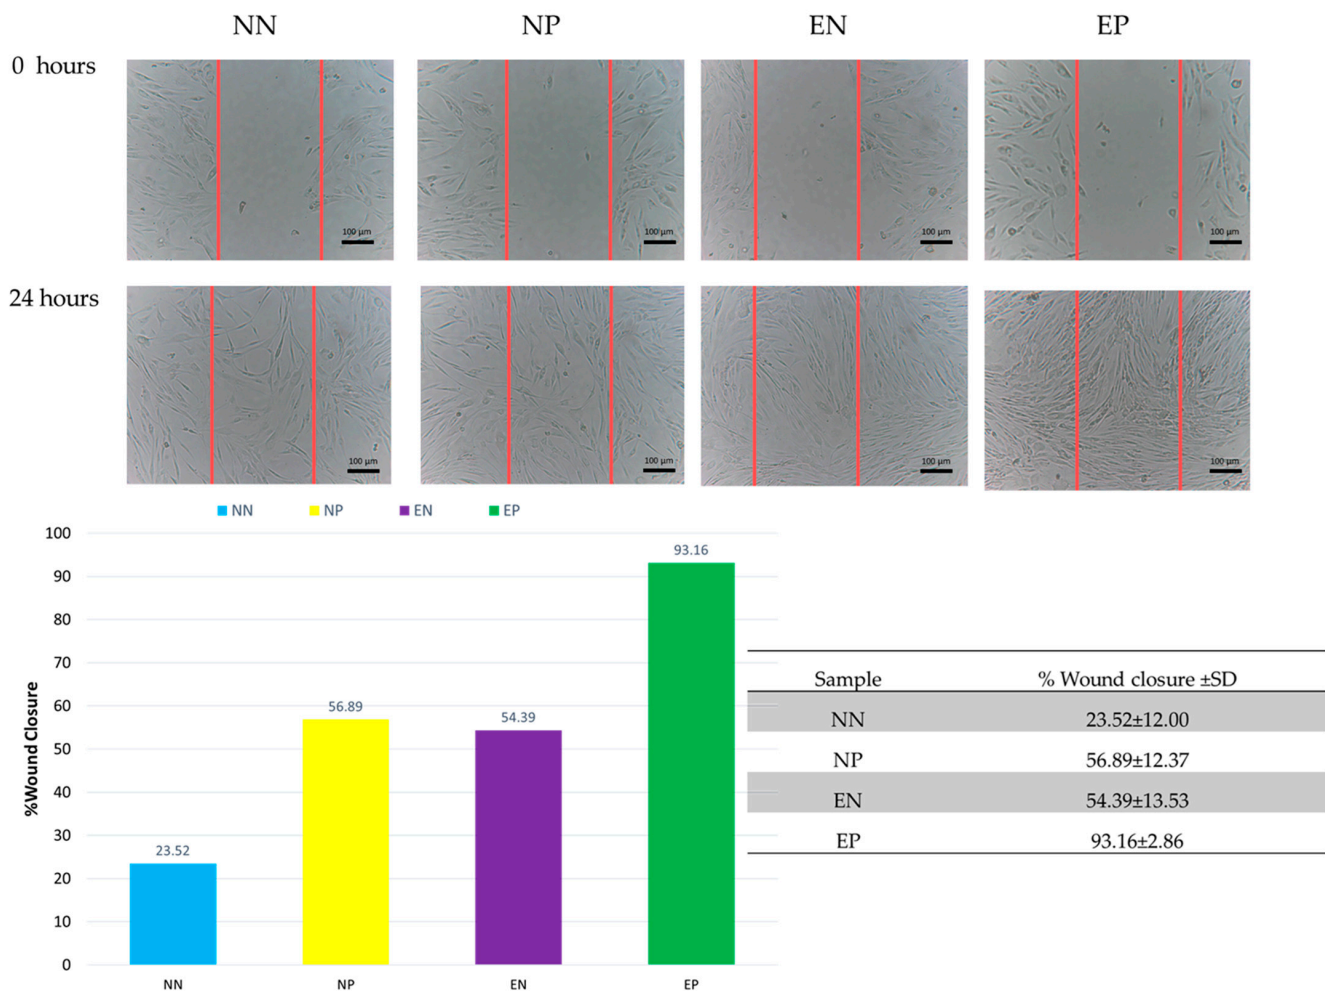 NN NP EN EP
0 hours
100 µm 100 µm 100 µm 100 µm
24 hours
100 µm 100 µm 100 µm 100 µm
NN NP EN EP
%Wound Closure
100
90
80
70
60
50
40
30
20
10
0
23.52
56.89
54.39
93.16
NN NP EN EP
Sample % Wound closure ±SD
NN 23.52±12.00
NP 56.89±12.37
EN 54.39±13.53
EP 93.16±2.86